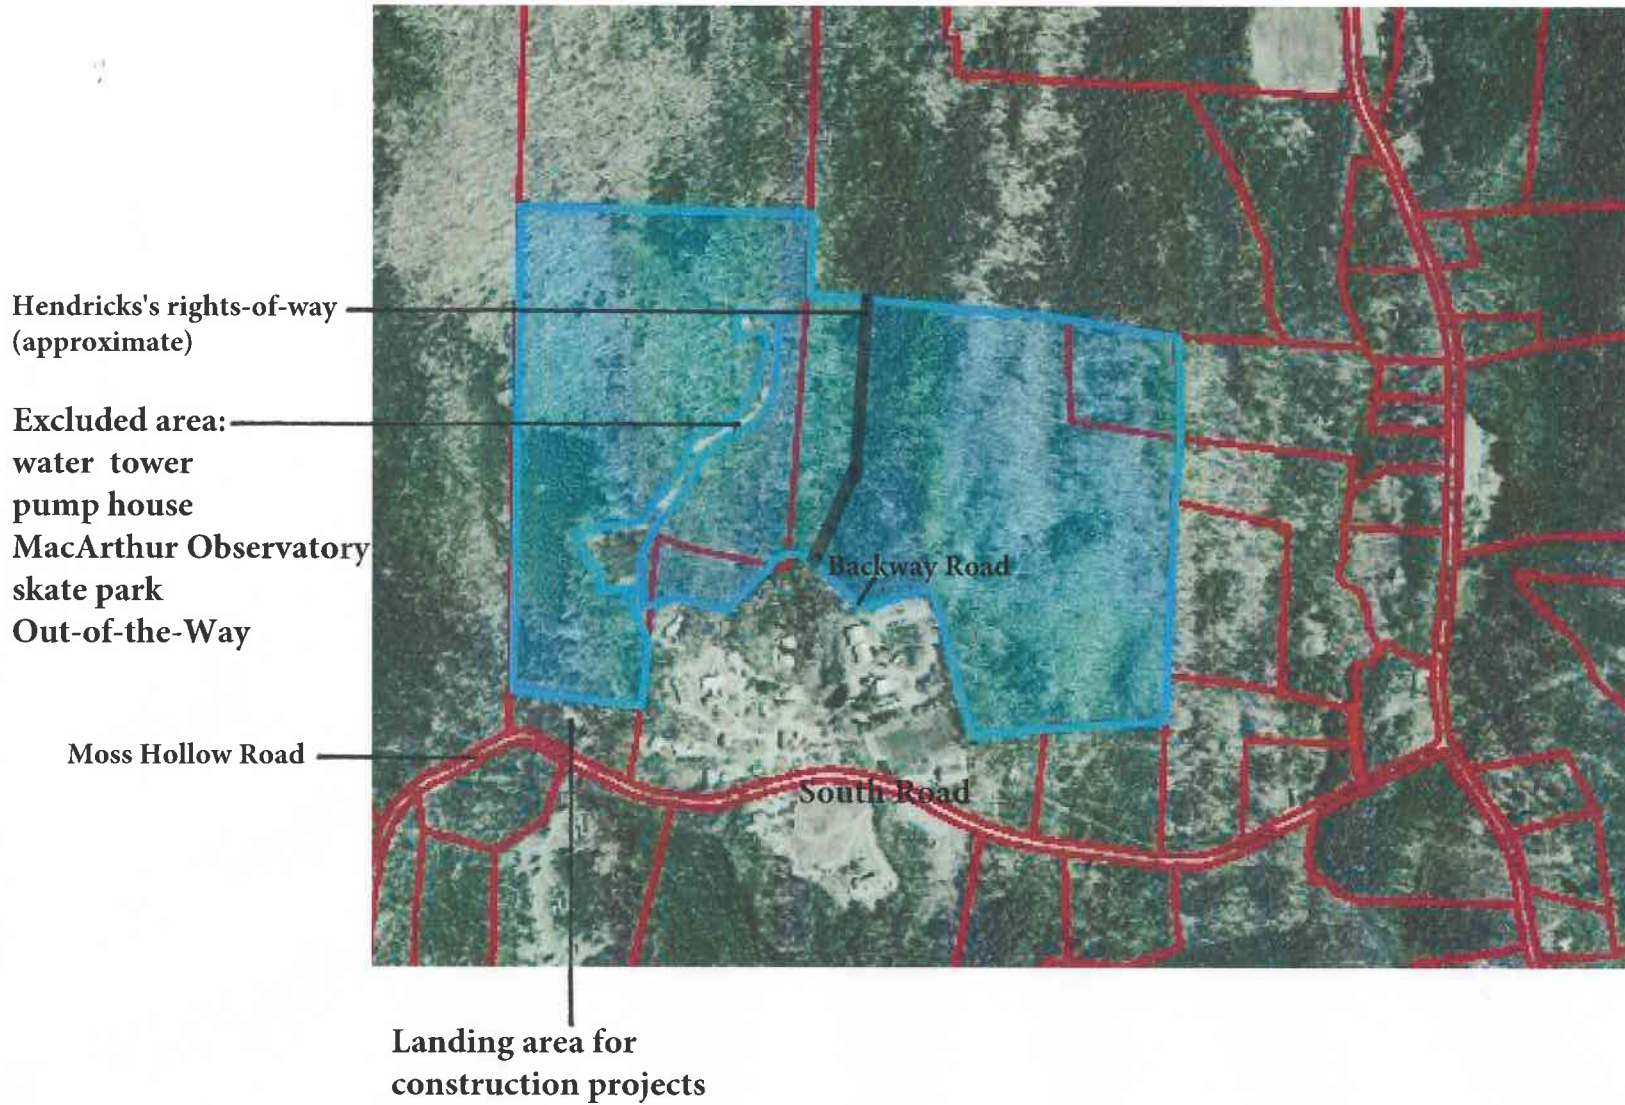 Hendricks's rights-of-way
(approximate)
Excluded area:
water tower
pump house
MacArthur Observatory
skate park
Out-of-the-Way
Backway Road
Moss Hollow Road
South Road
Landing area for
construction projects